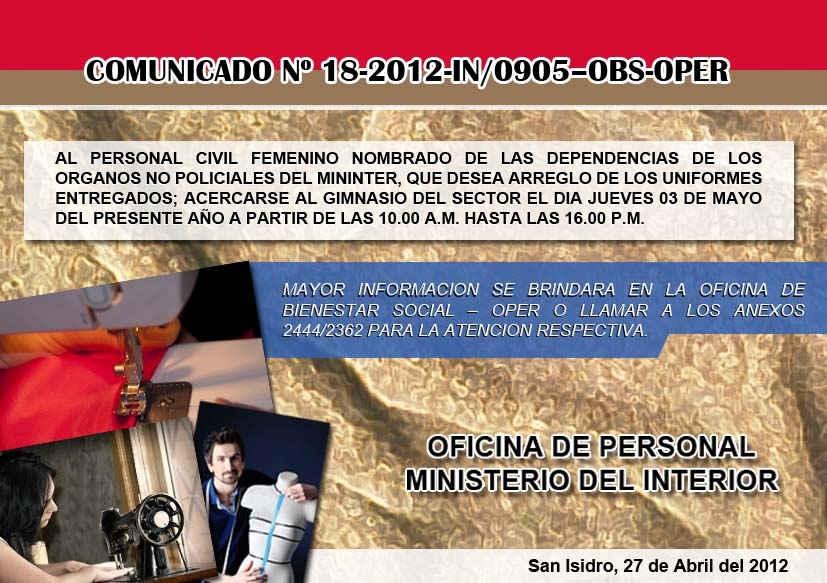 COMUNICADO Nº 18-2012-IN/0905–OBS-OPER
AL PERSONAL CIVIL FEMENINO NOMBRADO DE LAS DEPENDENCIAS DE LOS
ORGANOS NO POLICIALES DEL MININTER, QUE DESEA ARREGLO DE LOS UNIFORMES
ENTREGADOS; ACERCARSE AL GIMNASIO DEL SECTOR EL DIA JUEVES 03 DE MAYO
DEL PRESENTE AÑO A PARTIR DE LAS 10.00 A.M. HASTA LAS 16.00 P.M.
MAYOR INFORMACION SE BRINDARA EN LA OFICINA DE
BIENESTAR SOCIAL – OPER O LLAMAR A LOS ANEXOS
2444/2362 PARA LA ATENCION RESPECTIVA.
OFICINA DE PERSONAL
MINISTERIO DEL INTERIOR
San Isidro, 27 de Abril del 2012